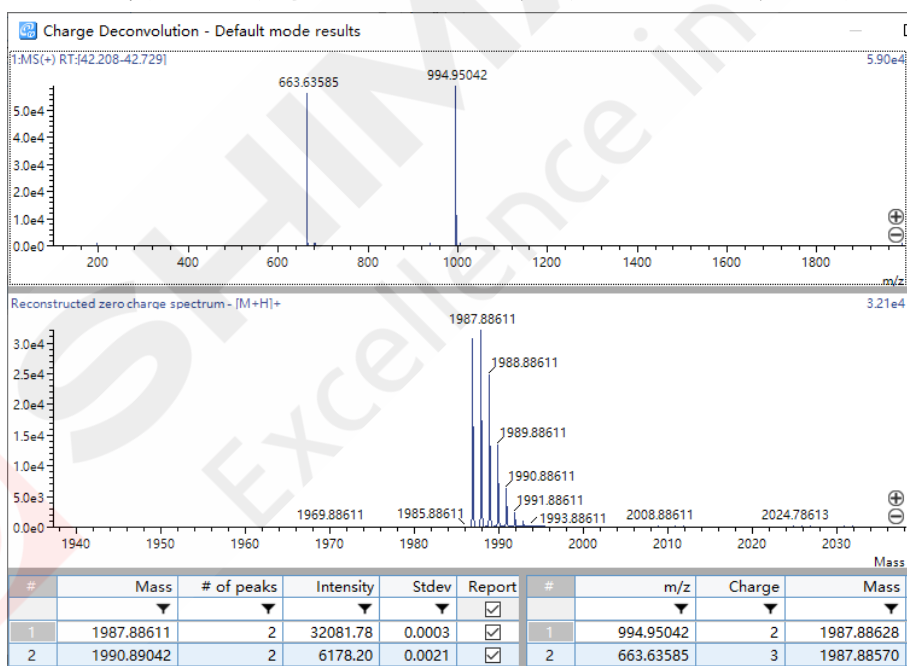 Charge Deconvolution - Default mode results
1:MS(+) RT:[42.208-42.729]
5.90e4
663.63585
994.95042
5.0e4
4.0e4
3.0e4
2.0e4
1.0e4
0.0e0
200 400 600 800 1000 1200 1400 1600 1800
m/z
Reconstructed zero charge spectrum - [M+H]+
3.21e4
1987.88611
3.0e4
1988.88611
2.5e4
2.0e4
1989.88611
1.5e4
1.0e4
1990.88611
5.0e3
1991.88611
1969.88611 1985.88611 1993.88611 2008.88611 2024.78613
0.0e0
1940 1950 1960 1970 1980 1990 2000 2010 2020 2030
Mass
# Mass # of peaks Intensity Stdev Report # m/z Charge Mass
1 1987.88611 2 32081.78 0.0003 1 994.95042 2 1987.88628
2 1990.89042 2 6178.20 0.0021 2 663.63585 3 1987.88570
Excellence in